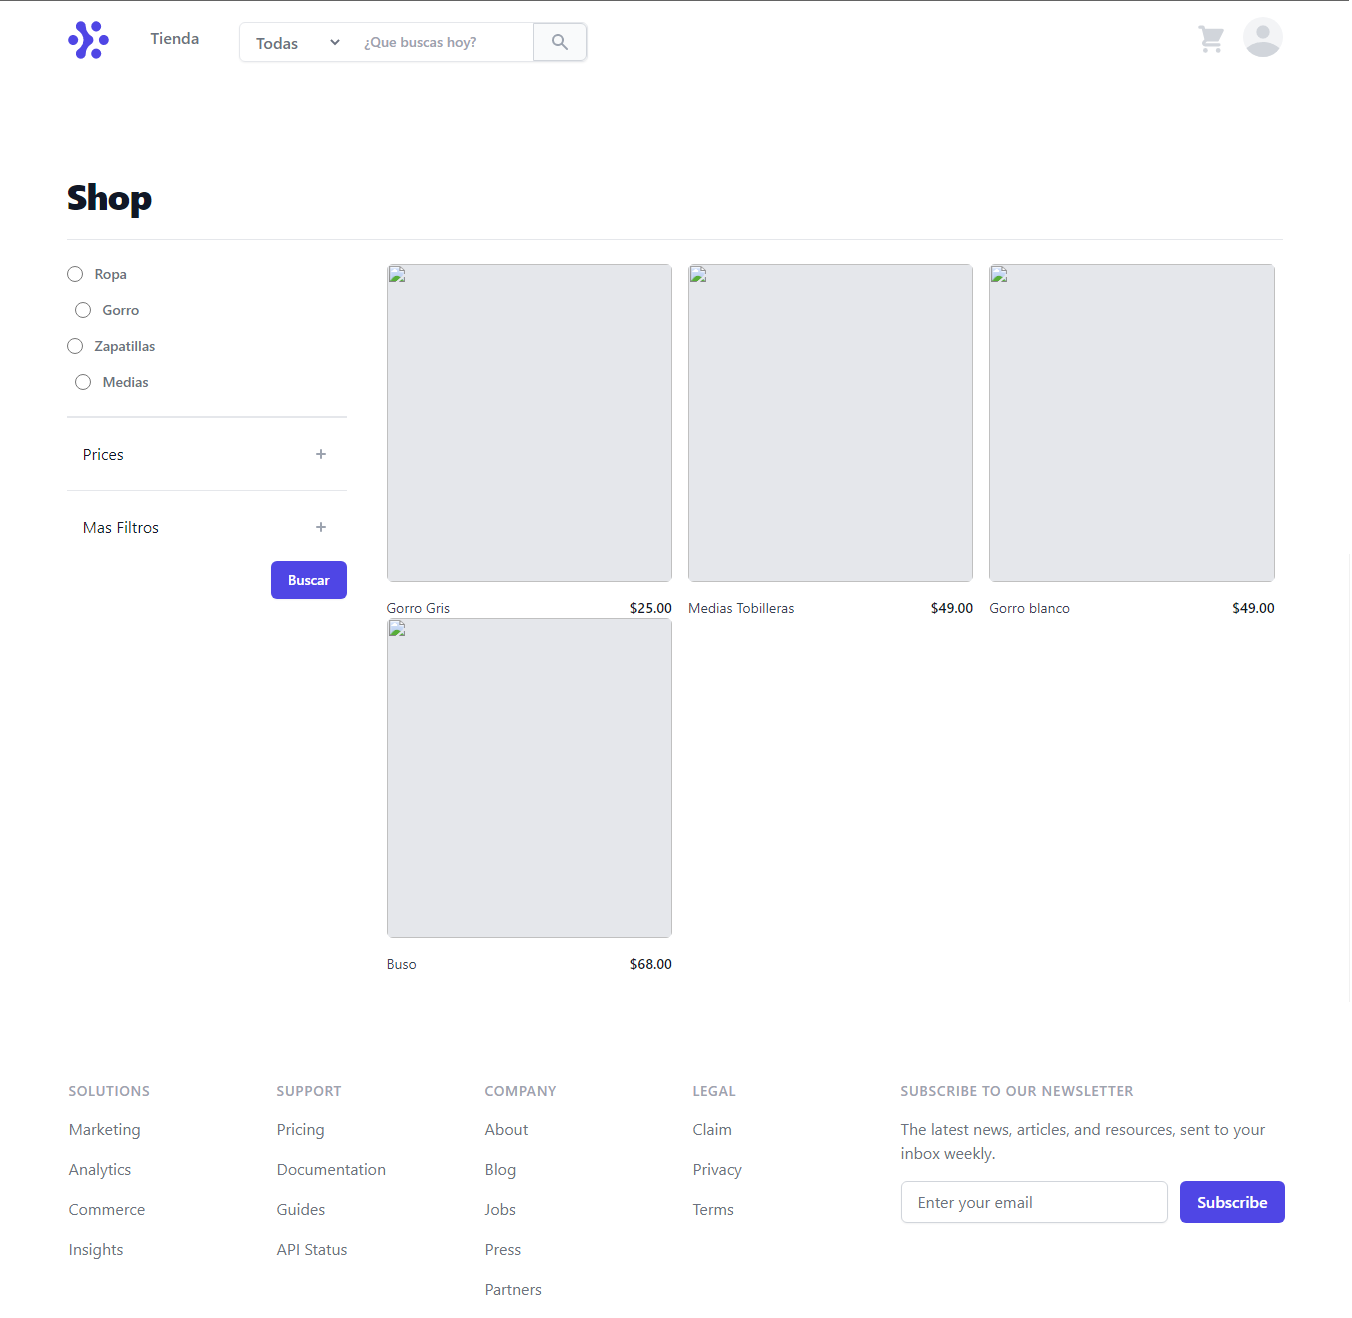 Tienda
Todas
¿Que buscas hoy?
Shop
Ropa
Gorro
Zapatillas
Medias
Prices
Mas Filtros
Buscar
Gorro Gris $25.00
Medias Tobilleras $49.00
Gorro blanco $49.00
Buso $68.00
SOLUTIONS
Marketing
Analytics
Commerce
Insights
SUPPORT
Pricing
Documentation
Guides
API Status
COMPANY
About
Blog
Jobs
Press
Partners
LEGAL
Claim
Privacy
Terms
SUBSCRIBE TO OUR NEWSLETTER
The latest news, articles, and resources, sent to your
inbox weekly.
Enter your email
Subscribe